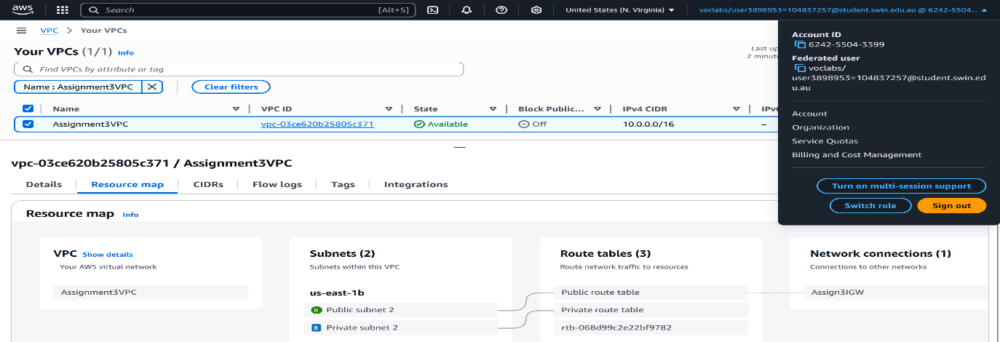 aws
Search [Alt+S]
United States (N. Virginia)
voclabs/user3898953=104837257@student.swin.edu.au @ 6242-5504...
VPC > Your VPCs
Your VPCs (1/1) Info
Find VPCs by attribute or tag
Name : Assignment3VPC
Clear filters
Name VPC ID State Block Public... IPv4 CIDR
Assignment3VPC vpc-03ce620b25805c371 Available Off 10.0.0.0/16 –
Account ID
6242-5504-3399
Federated user
voclabs/
user3898953=104837257@student.swin.ed
u.au
Account
Organization
Service Quotas
Billing and Cost Management
Turn on multi-session support
Switch role Sign out
vpc-03ce620b25805c371 / Assignment3VPC
Details Resource map CIDRs Flow logs Tags Integrations
Resource map Info
VPC Show details
Your AWS virtual network
Assignment3VPC
Subnets (2)
Subnets within this VPC
us-east-1b
B Public subnet 2
B Private subnet 2
Route tables (3)
Route network traffic to resources
Public route table
Private route table
rtb-068d99c2e22bf9782
Network connections (1)
Connections to other networks
Assign3IGW